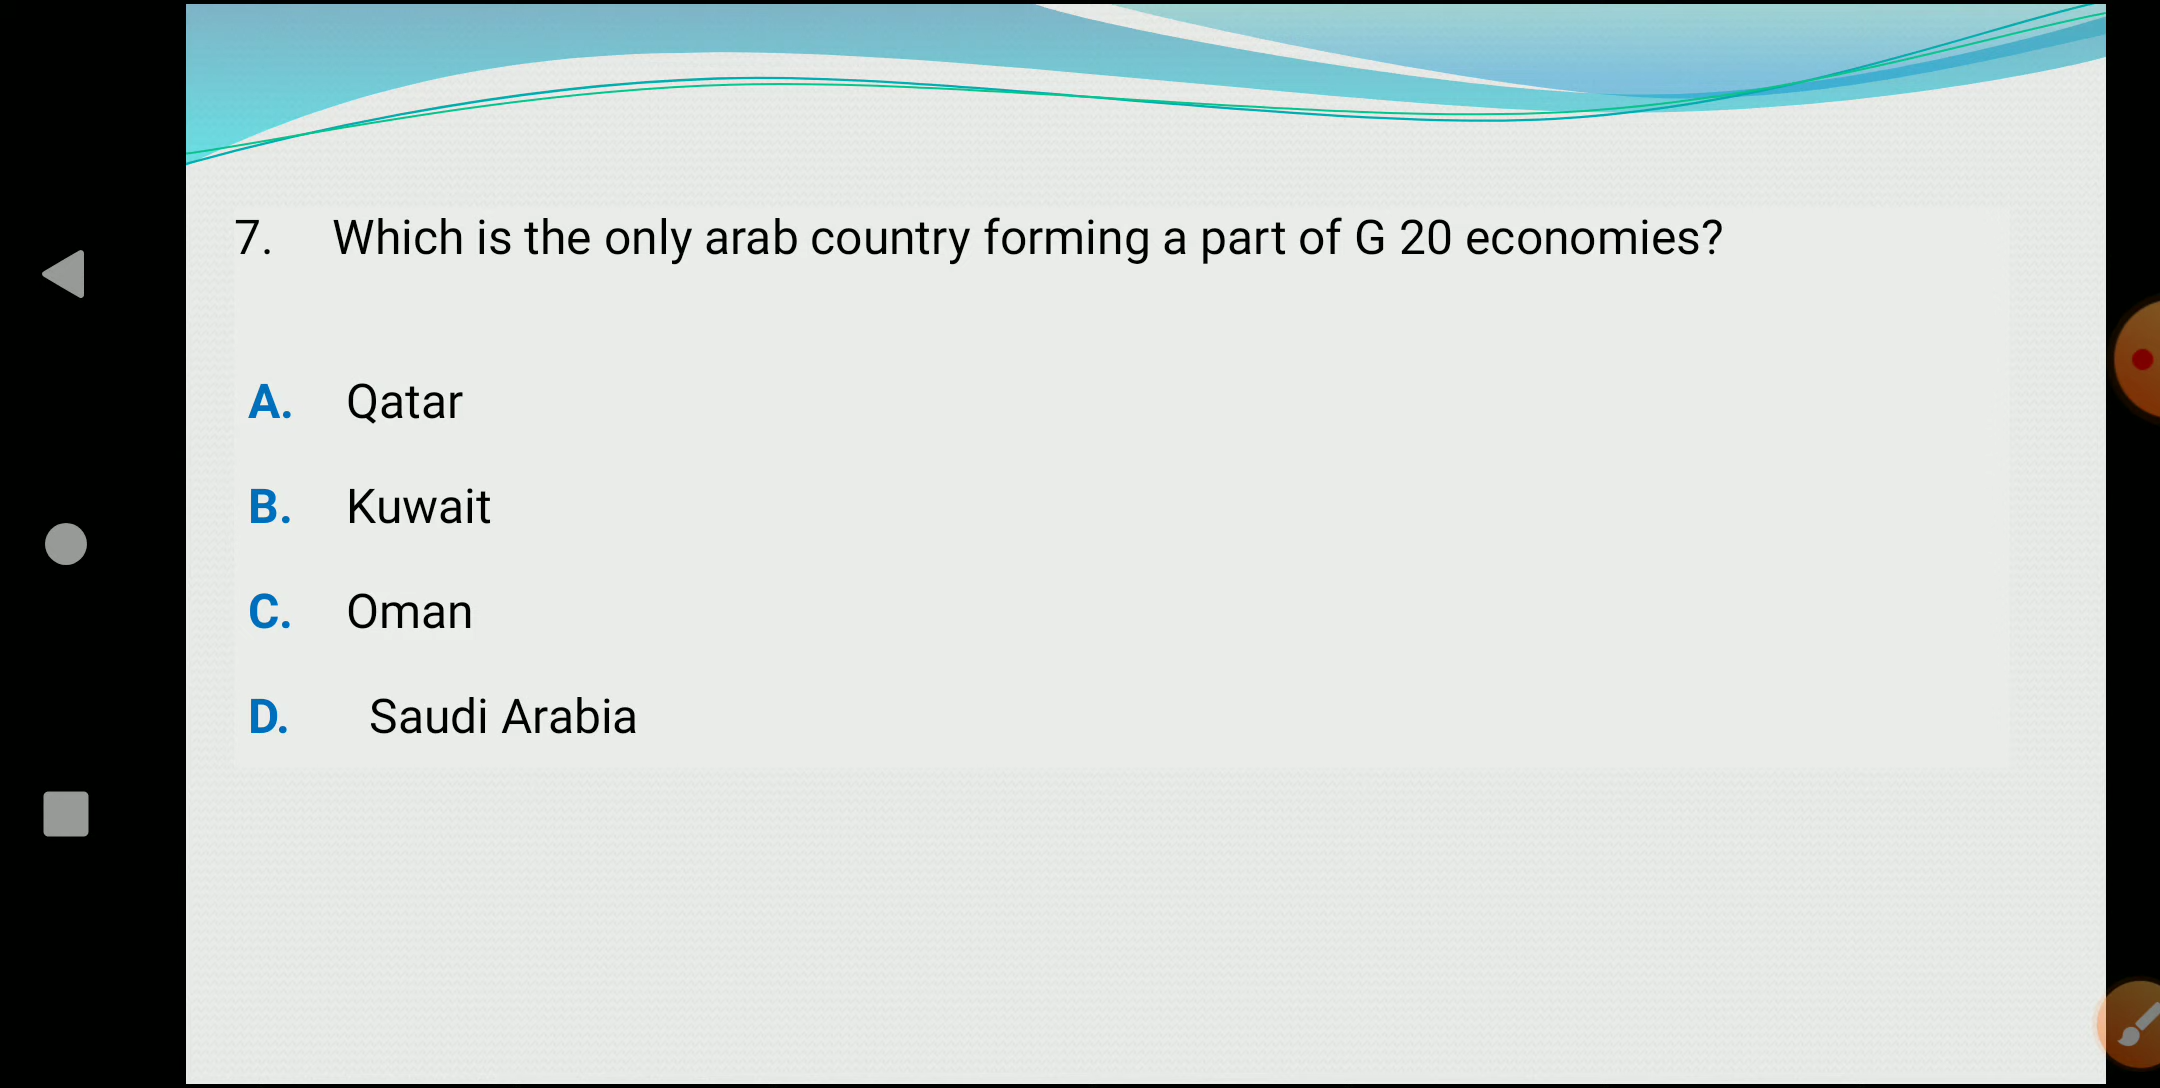 7. Which is the only arab country forming a part of G 20 economies?
A. Qatar
B. Kuwait
C. Oman
D. Saudi Arabia